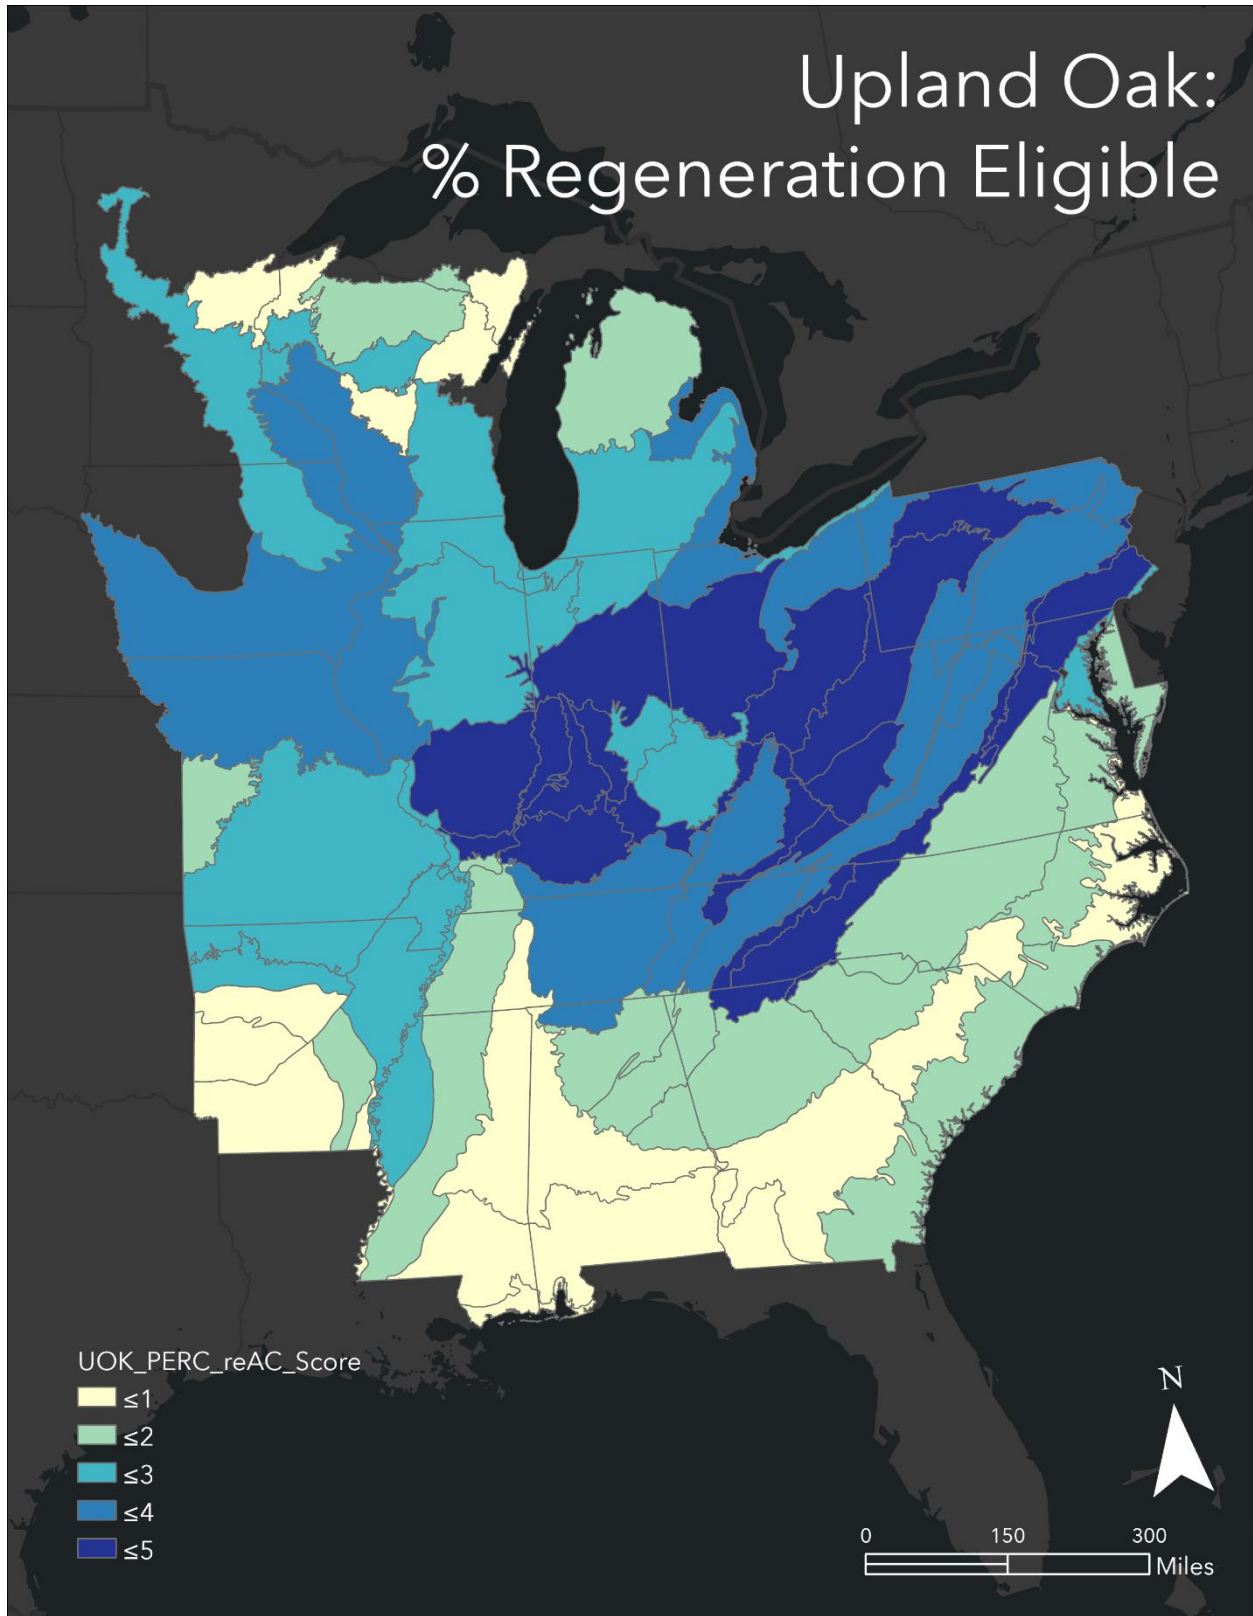 Upland Oak:
% Regeneration Eligible
UOK_PERC_reAC_Score
≤1
≤2
≤3
≤4
≤5
N
0 150 300
Miles